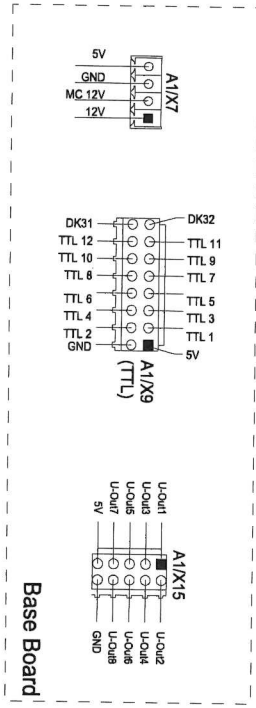 5V
GND
MC 12V
12V
A1/X7
DK31
DK32
TTL 12
TTL 11
TTL 10
TTL 9
TTL 8
TTL 7
TTL 6
TTL 5
TTL 4
TTL 3
TTL 2
TTL 1
GND
5V
A1/X9
(TTL)
U-Out1
U-Out3
U-Out5
U-Out7
5V
A1/X15
U-Out2
U-Out4
U-Out6
U-Out8
GND
Base Board